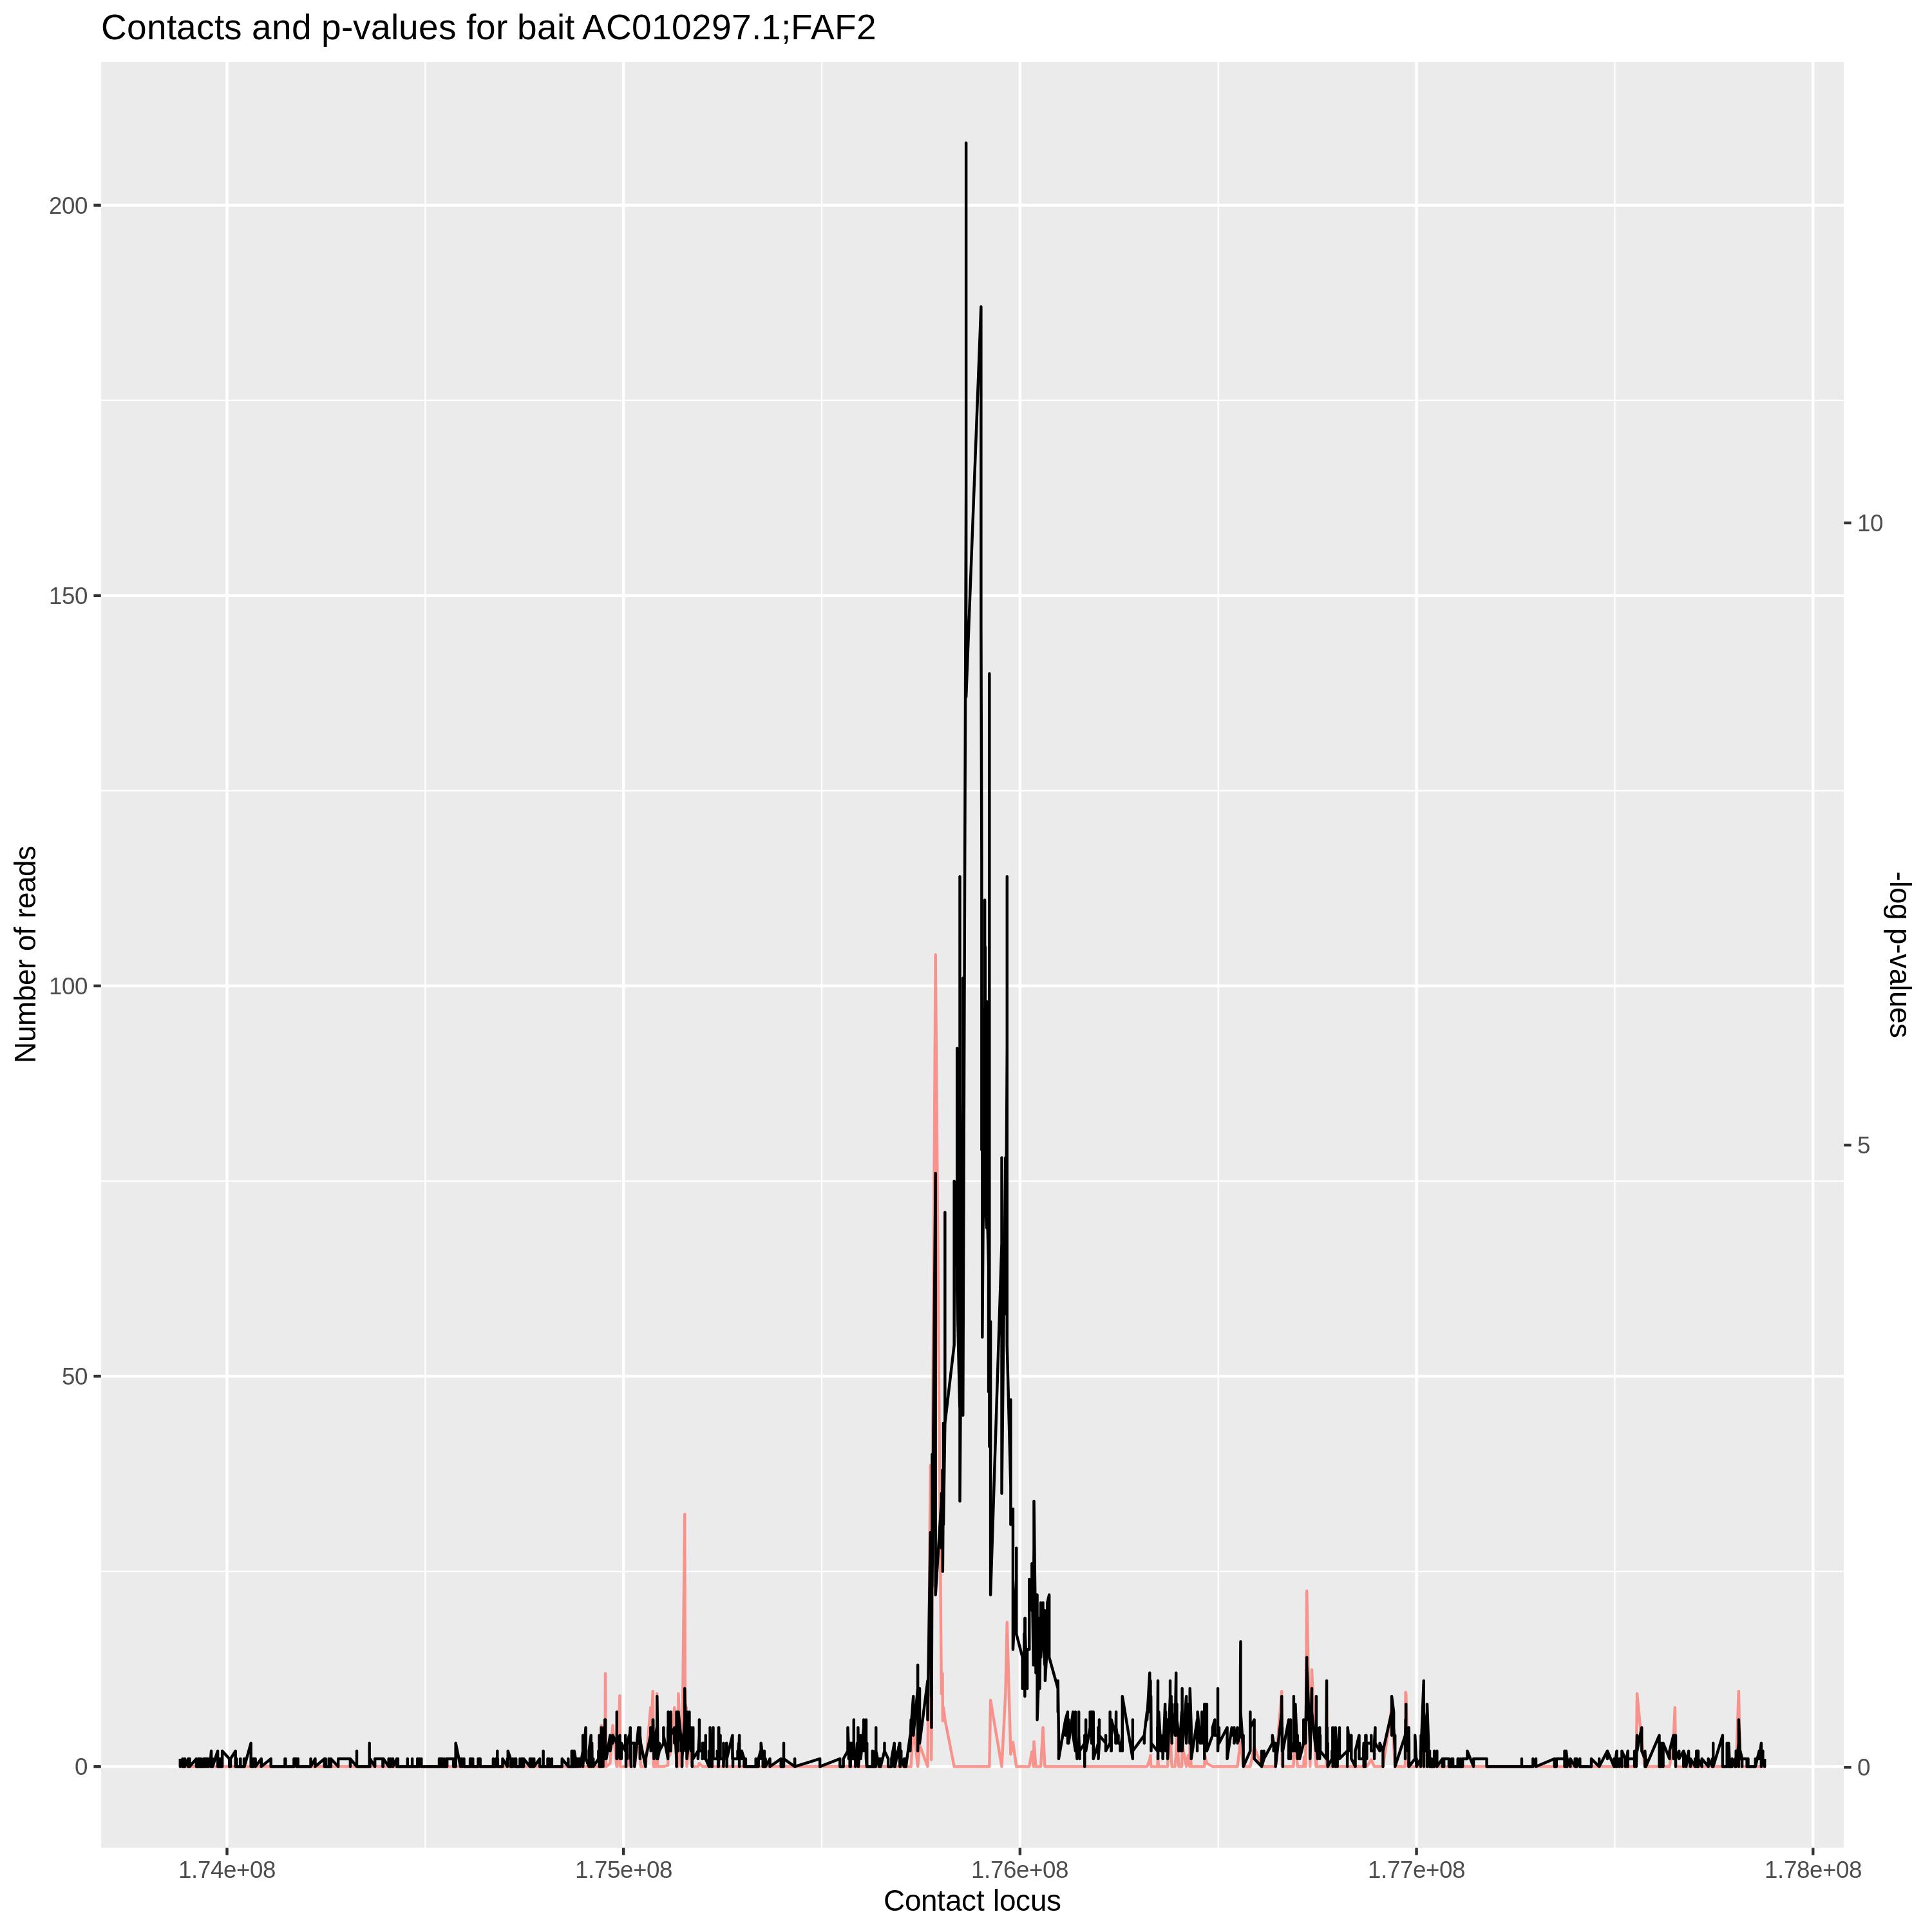 Contacts and p-values for bait AC010297.1;FAF2
Number of reads
200
150
100
50
0
10
5
0
-log p-values
1.74e+08
1.75e+08
1.76e+08
1.77e+08
1.78e+08
Contact locus